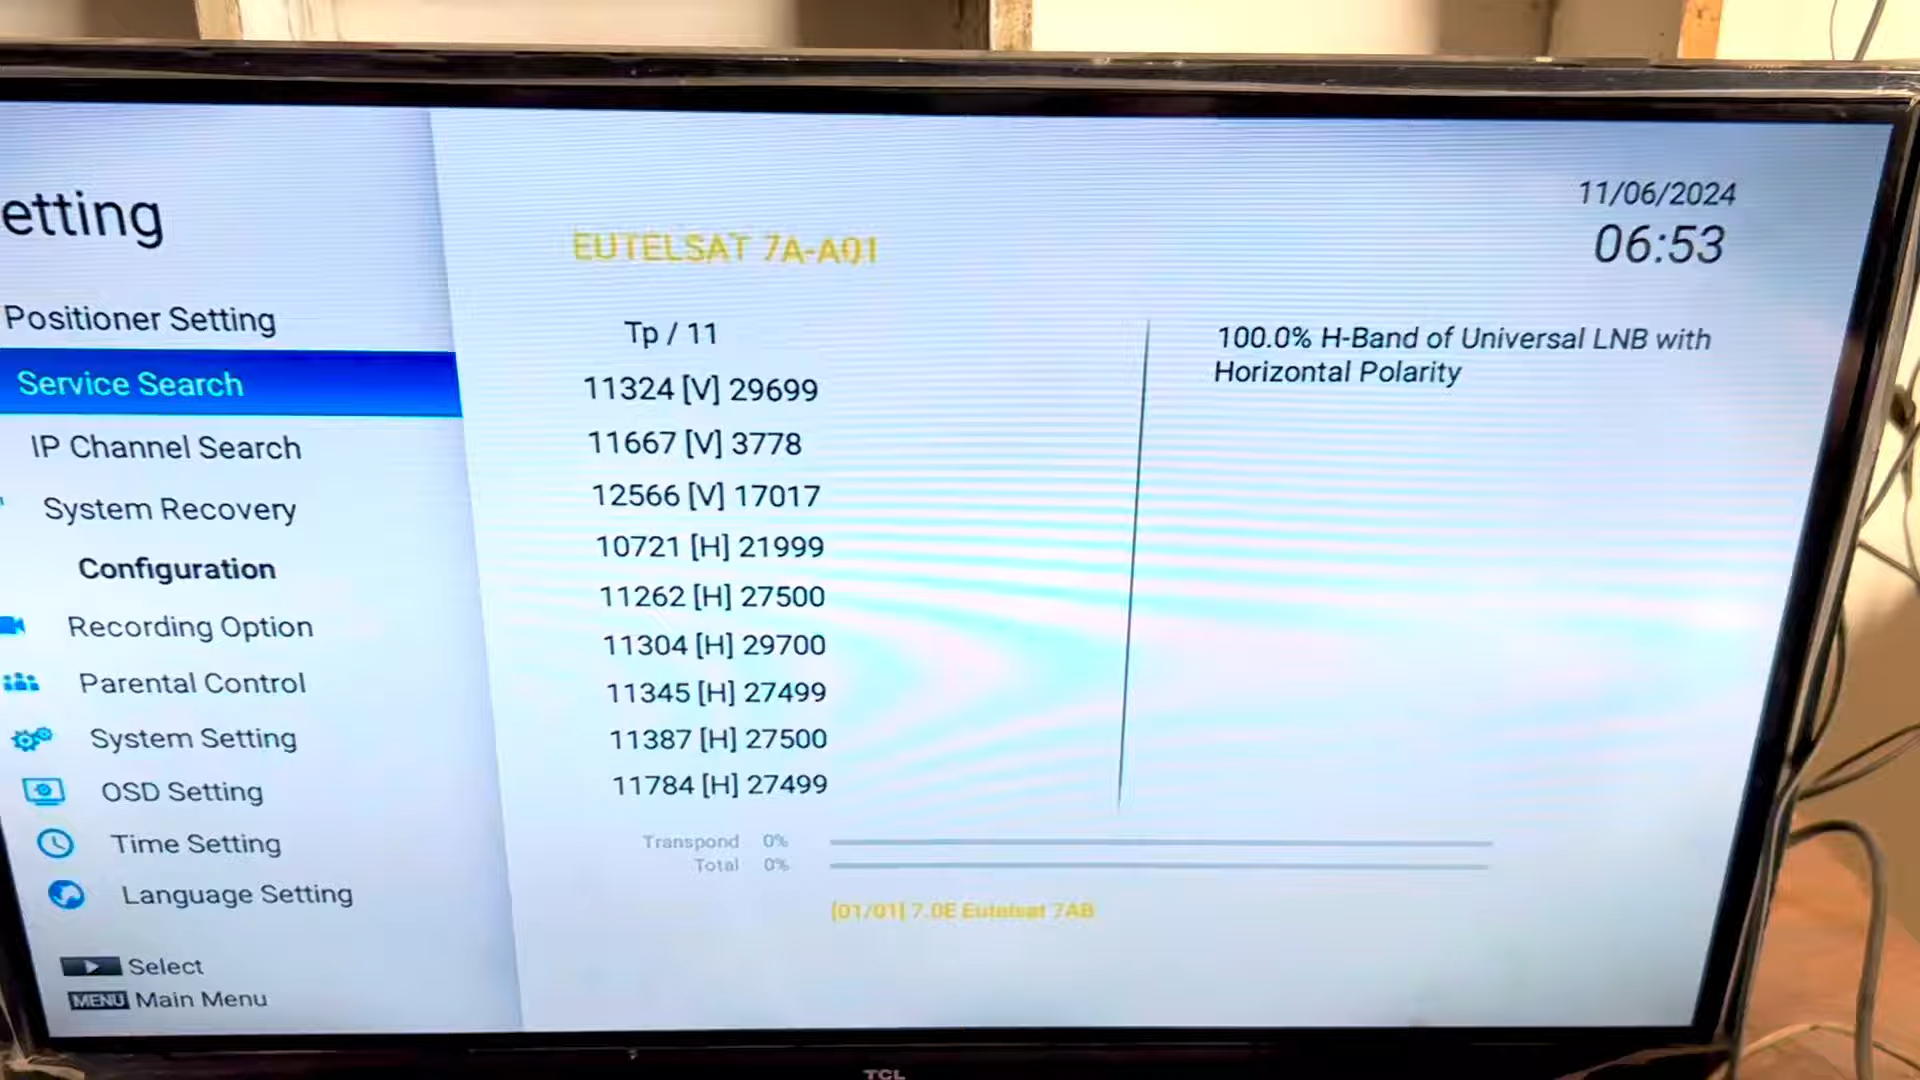 etting
Positioner Setting
Service Search
IP Channel Search
System Recovery
Configuration
Recording Option
Parental Control
System Setting
OSD Setting
Time Setting
Language Setting
Select
MENU Main Menu
11/06/2024
06:53
EUTELSAT 7A-A01
Tp / 11
11324 [V] 29699
11667 [V] 3778
12566 [V] 17017
10721 [H] 21999
11262 [H] 27500
11304 [H] 29700
11345 [H] 27499
11387 [H] 27500
11784 [H] 27499
100.0% H-Band of Universal LNB with
Horizontal Polarity
Transpond 0%
Total 0%
[01/01] 7.0E Eutelsat 7AB
TCL